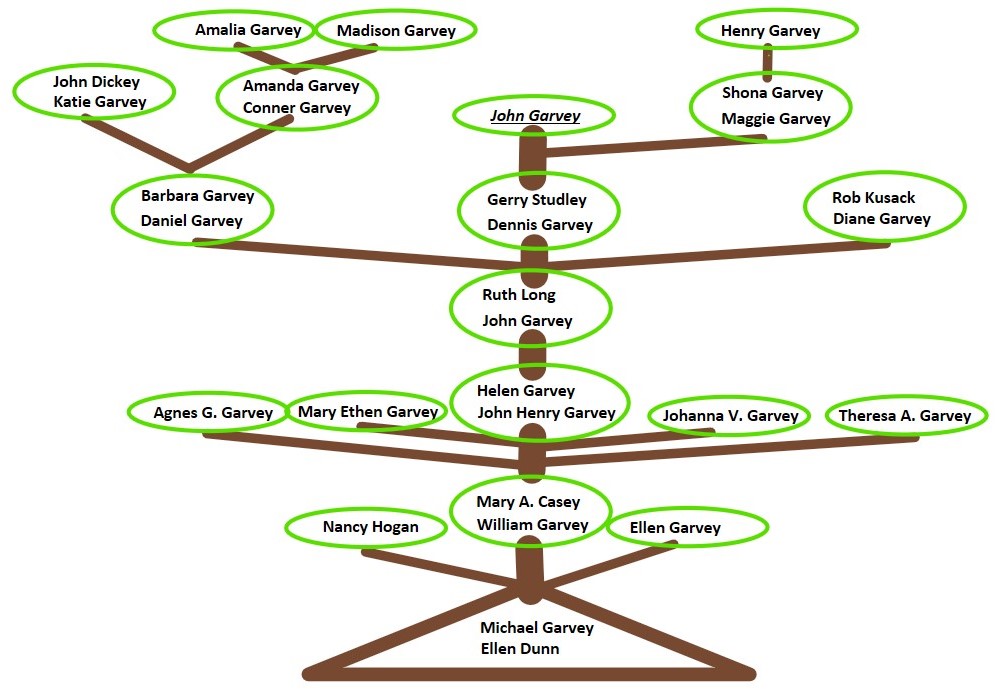 Amalia Garvey
Madison Garvey
Henry Garvey
John Dickey
Katie Garvey
Amanda Garvey
Conner Garvey
John Garvey
Shona Garvey
Maggie Garvey
Barbara Garvey
Daniel Garvey
Gerry Studley
Dennis Garvey
Rob Kusack
Diane Garvey
Ruth Long
John Garvey
Helen Garvey
John Henry Garvey
Agnes G. Garvey
Mary Ethen Garvey
Johanna V. Garvey
Theresa A. Garvey
Mary A. Casey
William Garvey
Nancy Hogan
Ellen Garvey
Michael Garvey
Ellen Dunn